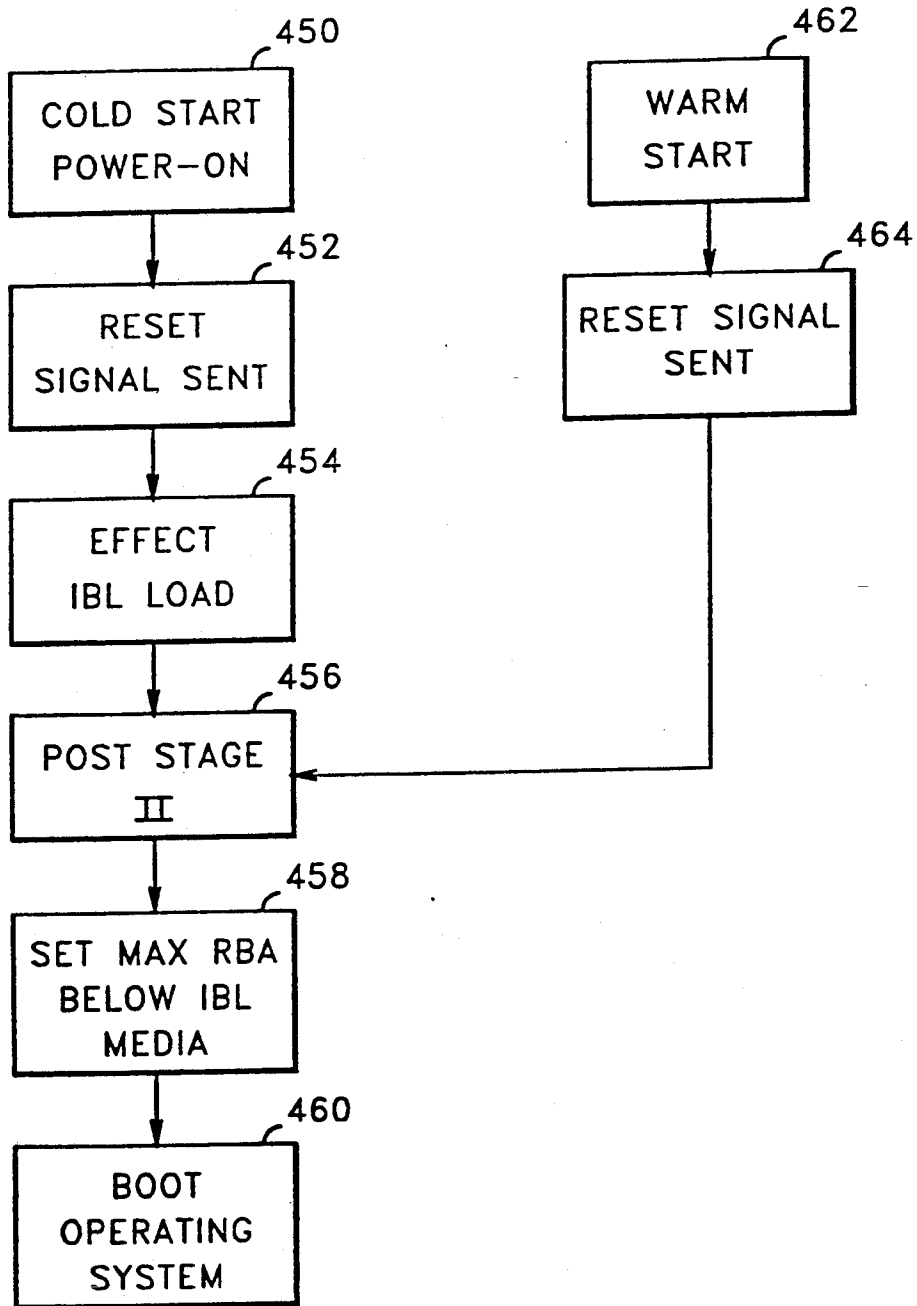 450
COLD START
POWER-ON
452
RESET
SIGNAL SENT
454
EFFECT
IBL LOAD
456
POST STAGE
II
458
SET MAX RBA
BELOW IBL
MEDIA
460
BOOT
OPERATING
SYSTEM
462
WARM
START
464
RESET SIGNAL
SENT